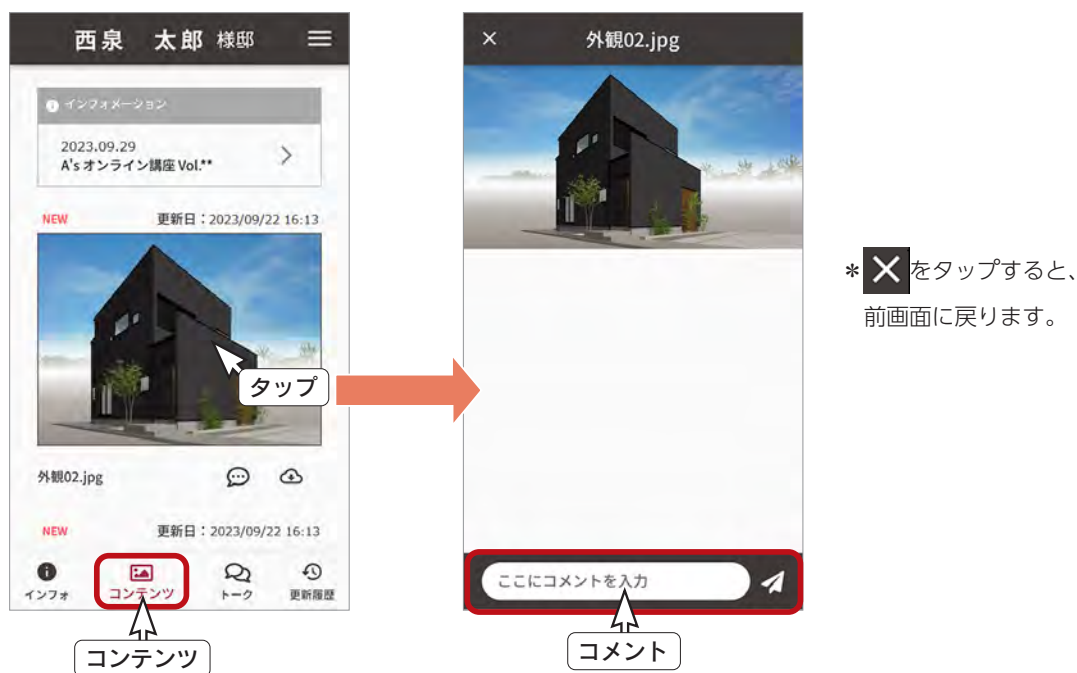 西泉 太郎 様邸
インフォメーション
2023.09.29
A's オンライン講座 Vol.**
NEW 更新日：2023/09/22 16:13
タップ
外観02.jpg
NEW 更新日：2023/09/22 16:13
インフォ コンテンツ トーク 更新履歴
コンテンツ
× 外観02.jpg
ここにコメントを入力
コメント
*×をタップすると、
前画面に戻ります。